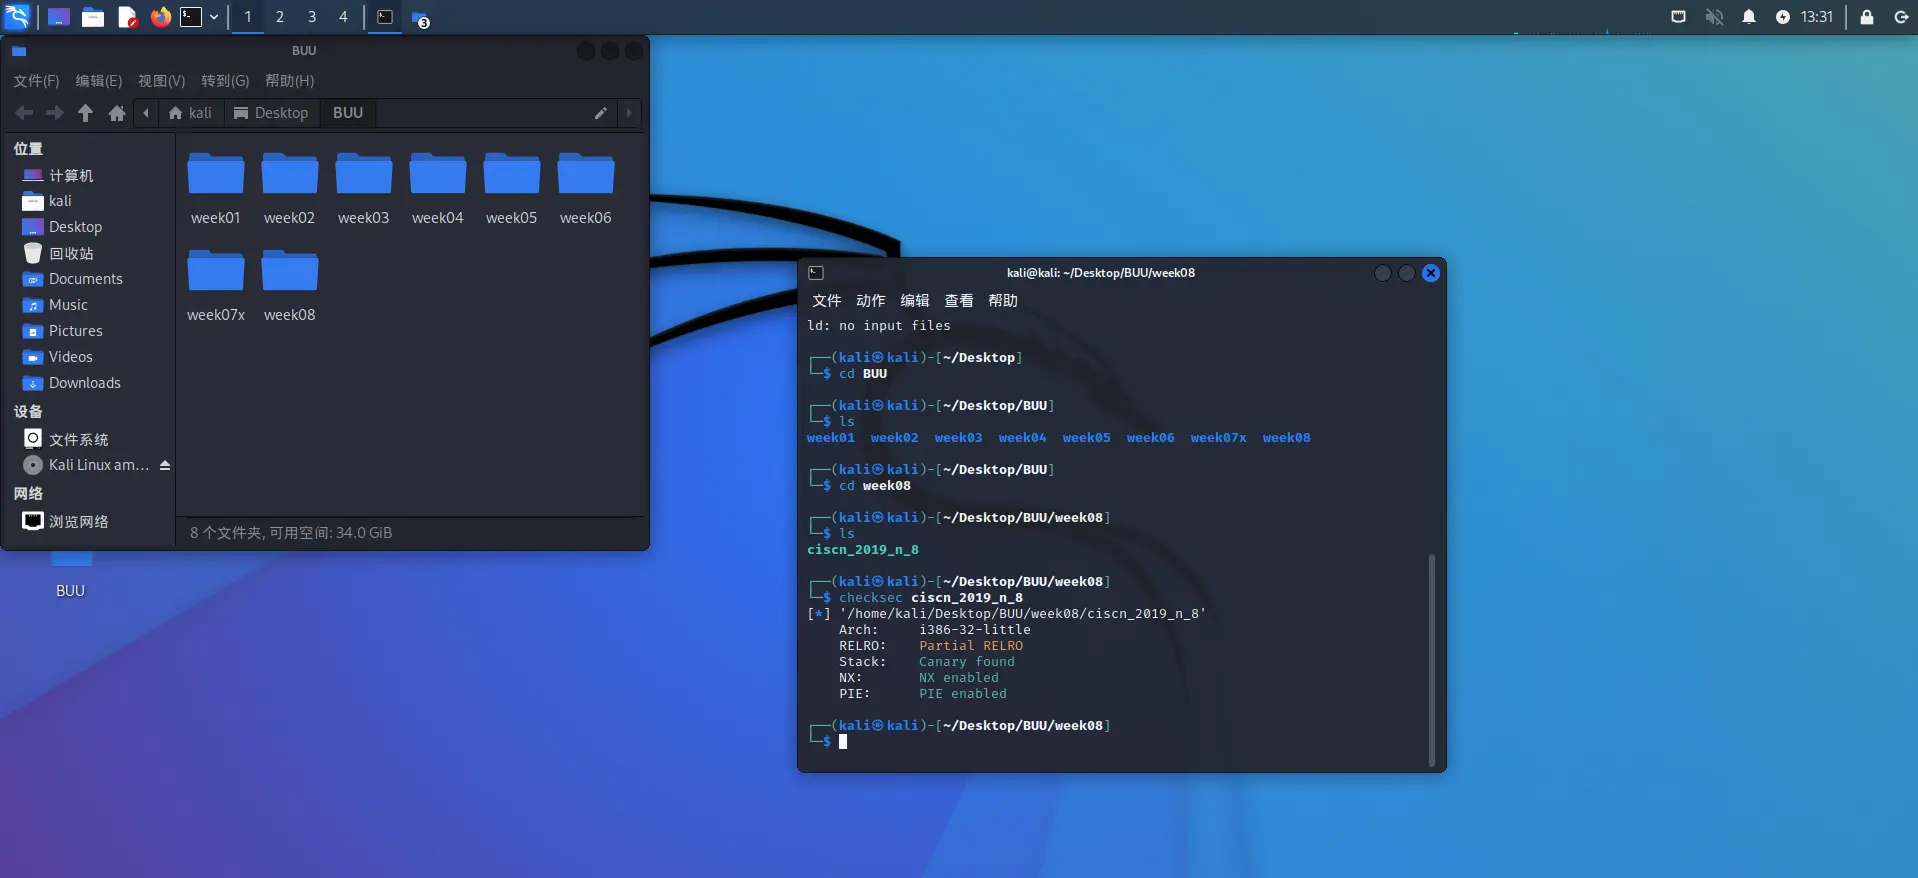 1 2 3 4 3 13:31
BUU
文件(F) 编辑(E) 视图(V) 转到(G) 帮助(H)
kali Desktop BUU
位置
计算机
kali
Desktop
回收站
Documents
Music
Pictures
Videos
Downloads
设备
文件系统
Kali Linux am...
网络
浏览网络
week01 week02 week03 week04 week05 week06
week07x week08
8 个文件夹, 可用空间: 34.0 GiB
BUU
kali@kali: ~/Desktop/BUU/week08
文件 动作 编辑 查看 帮助
ld: no input files
┌──(kali㉿kali)-[~/Desktop]
└─$ cd BUU
┌──(kali㉿kali)-[~/Desktop/BUU]
└─$ ls
week01 week02 week03 week04 week05 week06 week07x week08
┌──(kali㉿kali)-[~/Desktop/BUU]
└─$ cd week08
┌──(kali㉿kali)-[~/Desktop/BUU/week08]
└─$ ls
ciscn_2019_n_8
┌──(kali㉿kali)-[~/Desktop/BUU/week08]
└─$ checksec ciscn_2019_n_8
[*] '/home/kali/Desktop/BUU/week08/ciscn_2019_n_8'
Arch: i386-32-little
RELRO: Partial RELRO
Stack: Canary found
NX: NX enabled
PIE: PIE enabled
┌──(kali㉿kali)-[~/Desktop/BUU/week08]
└─$